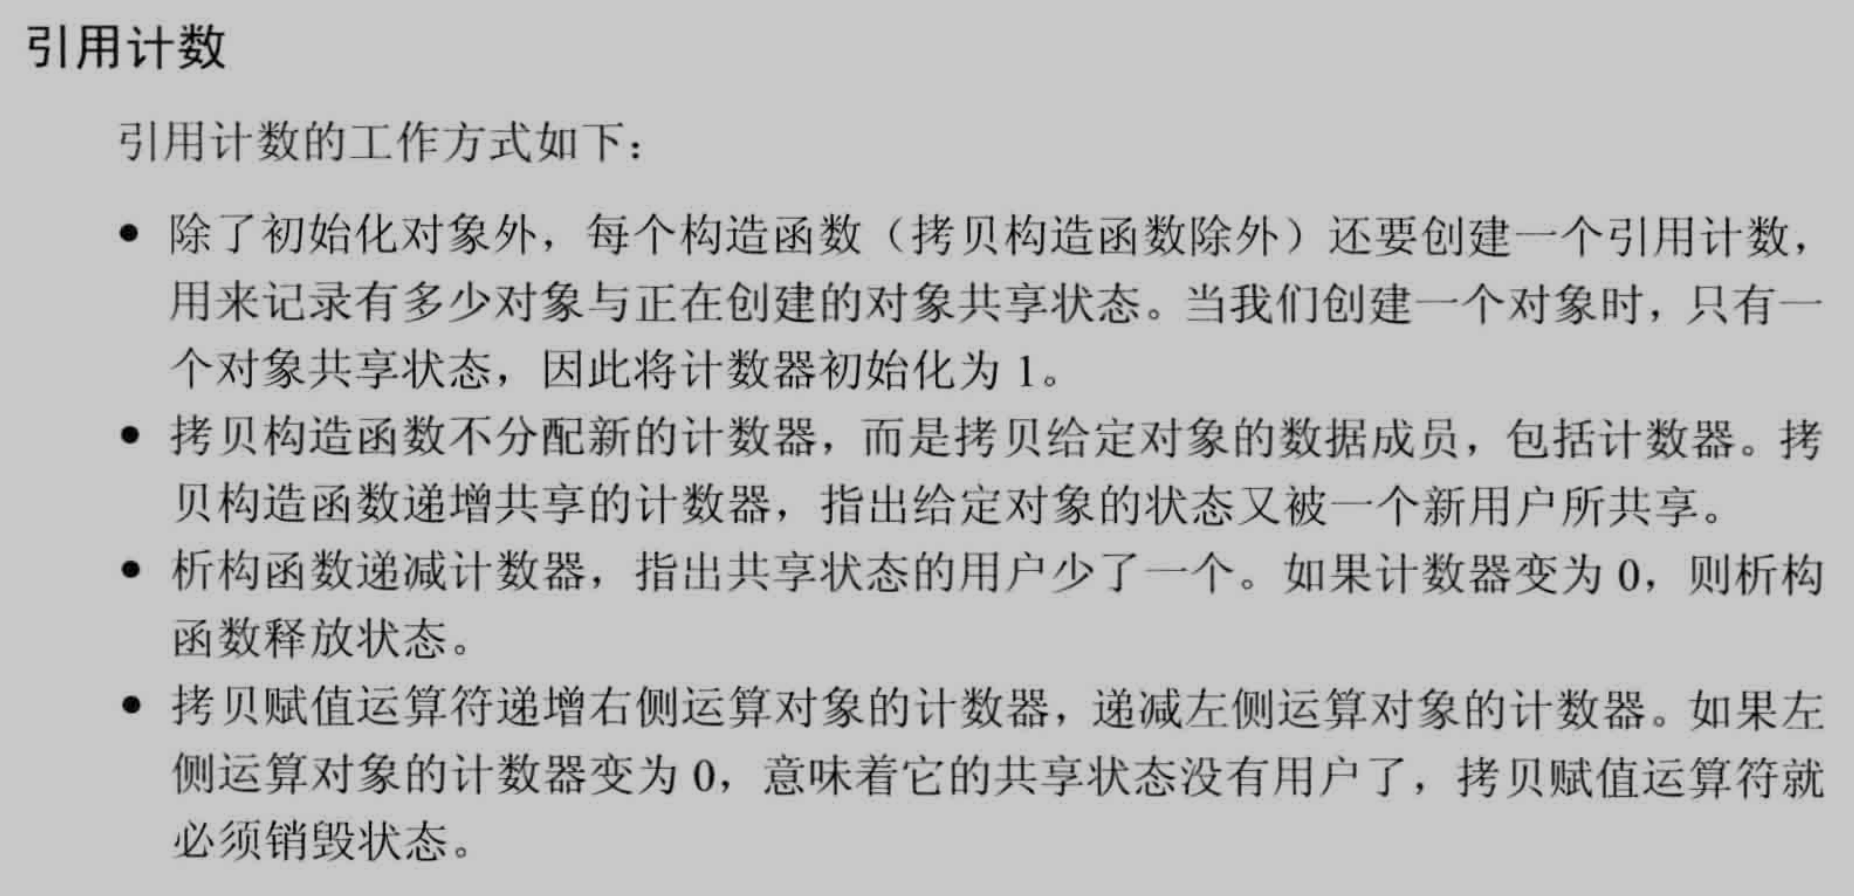 引用计数
引用计数的工作方式如下：
● 除了初始化对象外，每个构造函数（拷贝构造函数除外）还要创建一个引用计数，
用来记录有多少对象与正在创建的对象共享状态。当我们创建一个对象时，只有一
个对象共享状态，因此将计数器初始化为 1。
● 拷贝构造函数不分配新的计数器，而是拷贝给定对象的数据成员，包括计数器。拷
贝构造函数递增共享的计数器，指出给定对象的状态又被一个新用户所共享。
● 析构函数递减计数器，指出共享状态的用户少了一个。如果计数器变为 0，则析构
函数释放状态。
● 拷贝赋值运算符递增右侧运算对象的计数器，递减左侧运算对象的计数器。如果左
侧运算对象的计数器变为 0，意味着它的共享状态没有用户了，拷贝赋值运算符就
必须销毁状态。